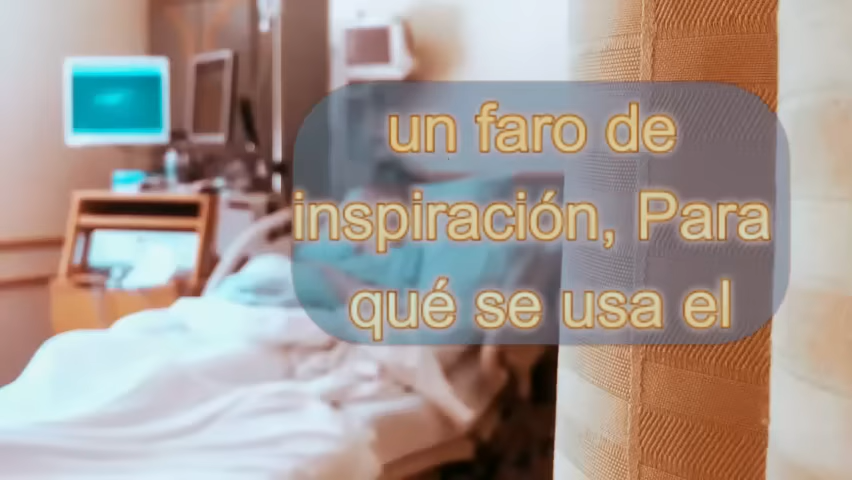 un faro de
inspiración, Para
qué se usa el